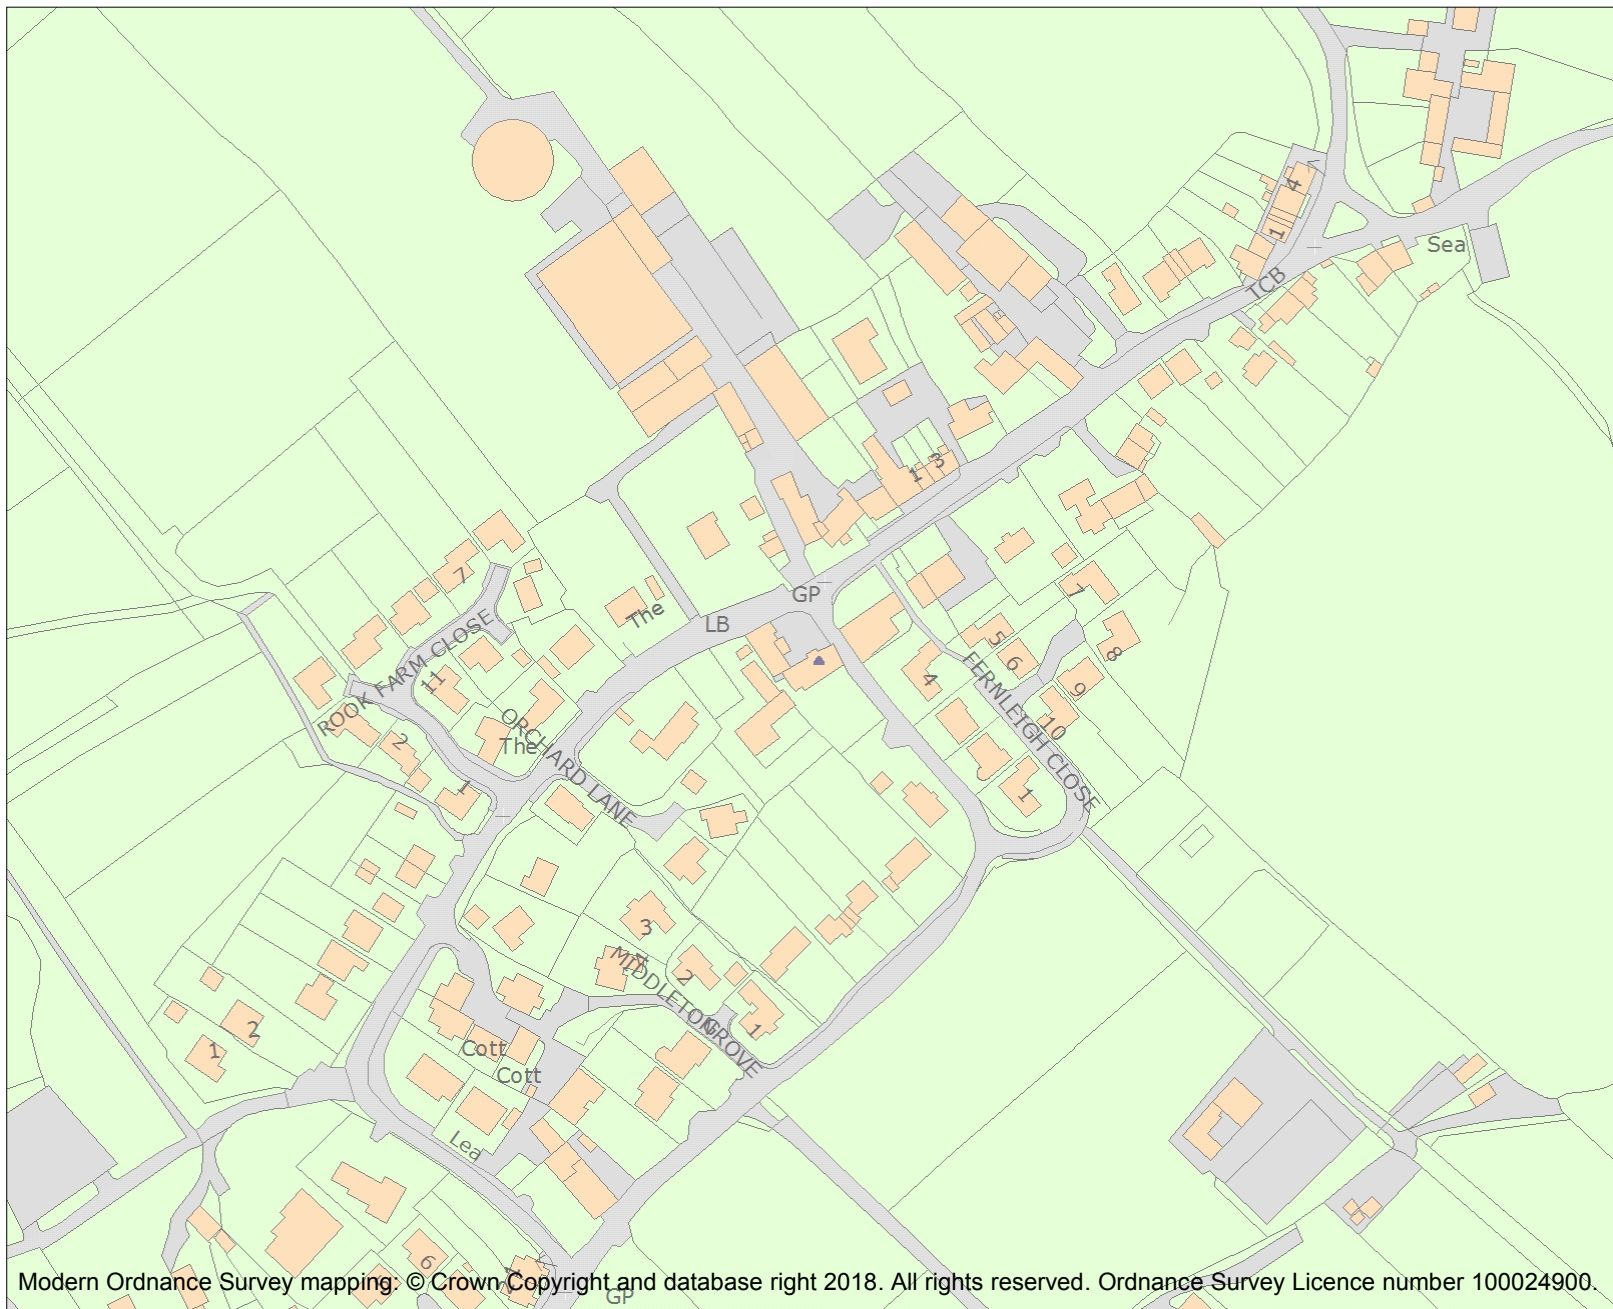 4
1
TCB
Sea
1
3
GP
LB
The
7
ROOK FARM CLOSE
11
2
1
The
ORCHARD LANE
FERNLEIGH CLOSE
7
5
6
8
4
9
10
1
3
4
2
1
MIDDLETON
GROVE
2
1
Cott
Cott
Lea
6
GP
Modern Ordnance Survey mapping: © Crown Copyright and database right 2018. All rights reserved. Ordnance Survey Licence number 100024900.